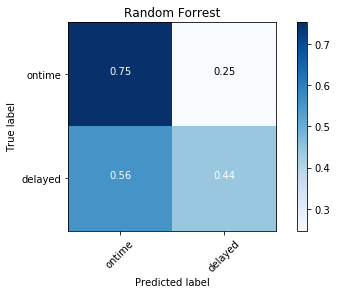 Random Forrest
ontime
delayed
True label
0.75
0.25
0.56
0.44
ontime
delayed
Predicted label
0.7
0.6
0.5
0.4
0.3